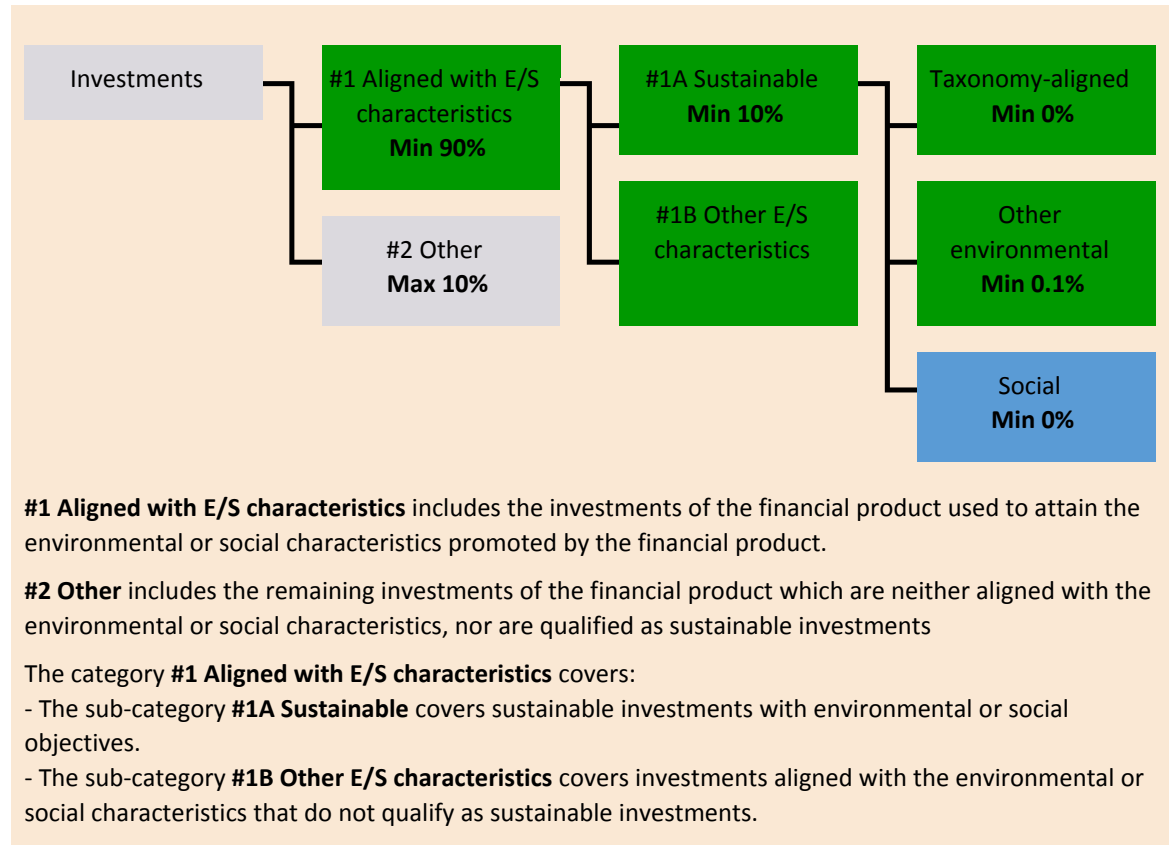 Investments
#1 Aligned with E/S
characteristics
Min 90%
#1A Sustainable
Min 10%
Taxonomy-aligned
Min 0%
#2 Other
Max 10%
#1B Other E/S
characteristics
Other
environmental
Min 0.1%
Social
Min 0%
#1 Aligned with E/S characteristics includes the investments of the financial product used to attain the
environmental or social characteristics promoted by the financial product.
#2 Other includes the remaining investments of the financial product which are neither aligned with the
environmental or social characteristics, nor are qualified as sustainable investments
The category #1 Aligned with E/S characteristics covers:
- The sub-category #1A Sustainable covers sustainable investments with environmental or social
objectives.
- The sub-category #1B Other E/S characteristics covers investments aligned with the environmental or
social characteristics that do not qualify as sustainable investments.